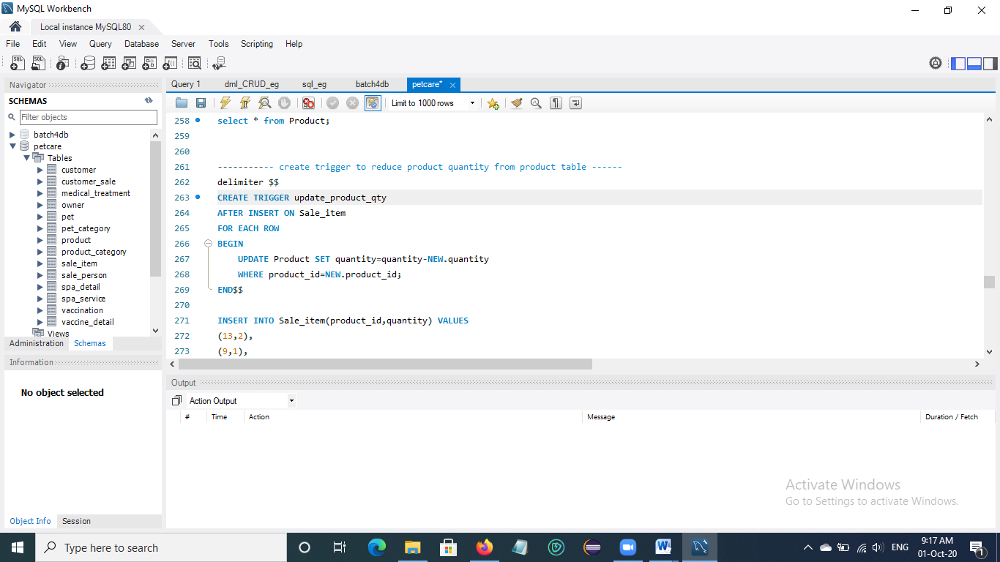 MySQL Workbench
Local instance MySQL80
File Edit View Query Database Server Tools Scripting Help
Navigator
SCHEMAS
Filter objects
batch4db
petcare
Tables
customer
customer_sale
medical_treatment
owner
pet
pet_category
product
product_category
sale_item
sale_person
spa_detail
spa_service
vaccination
vaccine_detail
Views
Administration Schemas
Information
No object selected
Object Info Session
Query 1 dml_CRUD_eg sql_eg batch4db petcare*
Limit to 1000 rows
258 select * from Product;
259
260
261 ----------- create trigger to reduce product quantity from product table ------
262 delimiter $$
263 CREATE TRIGGER update_product_qty
264 AFTER INSERT ON Sale_item
265 FOR EACH ROW
266 BEGIN
267 UPDATE Product SET quantity=quantity-NEW.quantity
268 WHERE product_id=NEW.product_id;
269 END$$
270
271 INSERT INTO Sale_item(product_id,quantity) VALUES
272 (13,2),
273 (9,1),
Output
Action Output
# Time Action Message Duration / Fetch
Activate Windows
Go to Settings to activate Windows.
Type here to search
ENG
9:17 AM
01-Oct-20
1